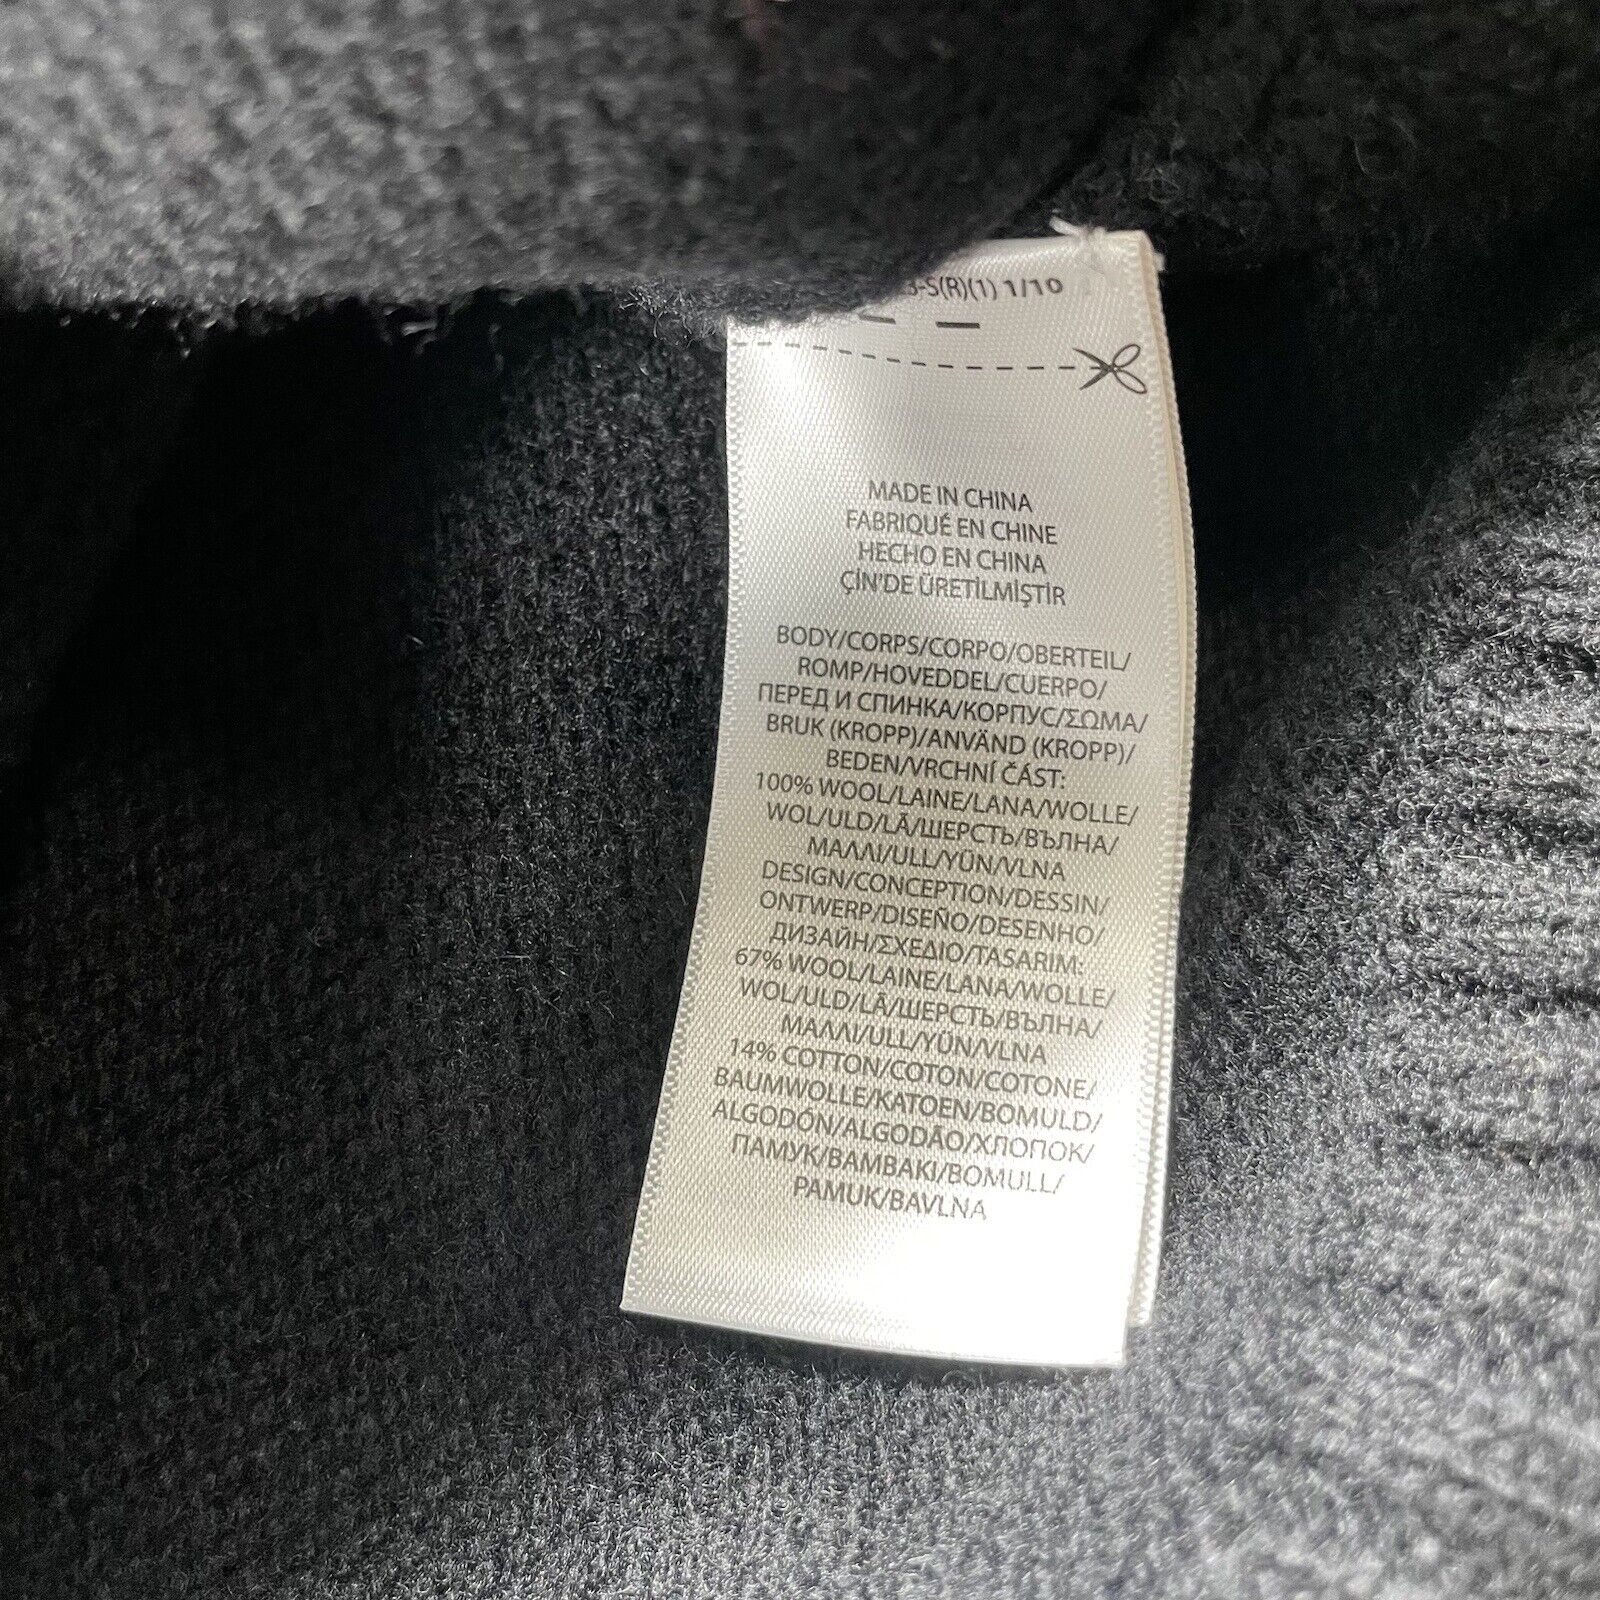 -S(R)(1) 1/10
MADE IN CHINA
FABRIQUÉ EN CHINE
HECHO EN CHINA
ÇİN'DE ÜRETİLMİŞTİR
BODY/CORPS/CORPO/OBERTEIL/
ROMP/HOVEDDEL/CUERPO/
ПЕРЕД И СПИНКА/КОРПУС/ΣΩΜΑ/
BRUK (KROPP)/ANVÄND (KROPP)/
BEDEN/VRCHNÍ ČÁST:
100% WOOL/LAINE/LANA/WOLLE/
WOL/ULD/LÃ/ШЕРСТЬ/ВЪЛНА/
ΜΑΛΛΙ/ULL/YÜN/VLNA
DESIGN/CONCEPTION/DESSIN/
ONTWERP/DISEÑO/DESENHO/
ДИЗАЙН/ΣΧΕΔΙΟ/TASARIM:
67% WOOL/LAINE/LANA/WOLLE/
WOL/ULD/LÃ/ШЕРСТЬ/ВЪЛНА/
ΜΑΛΛΙ/ULL/YÜN/VLNA
14% COTTON/COTON/COTONE/
BAUMWOLLE/KATOEN/BOMULD/
ALGODÓN/ALGODÃO/ХЛОПОК/
ПАМУК/ΒΑΜΒΑΚΙ/BOMULL/
PAMUK/BAVLNA